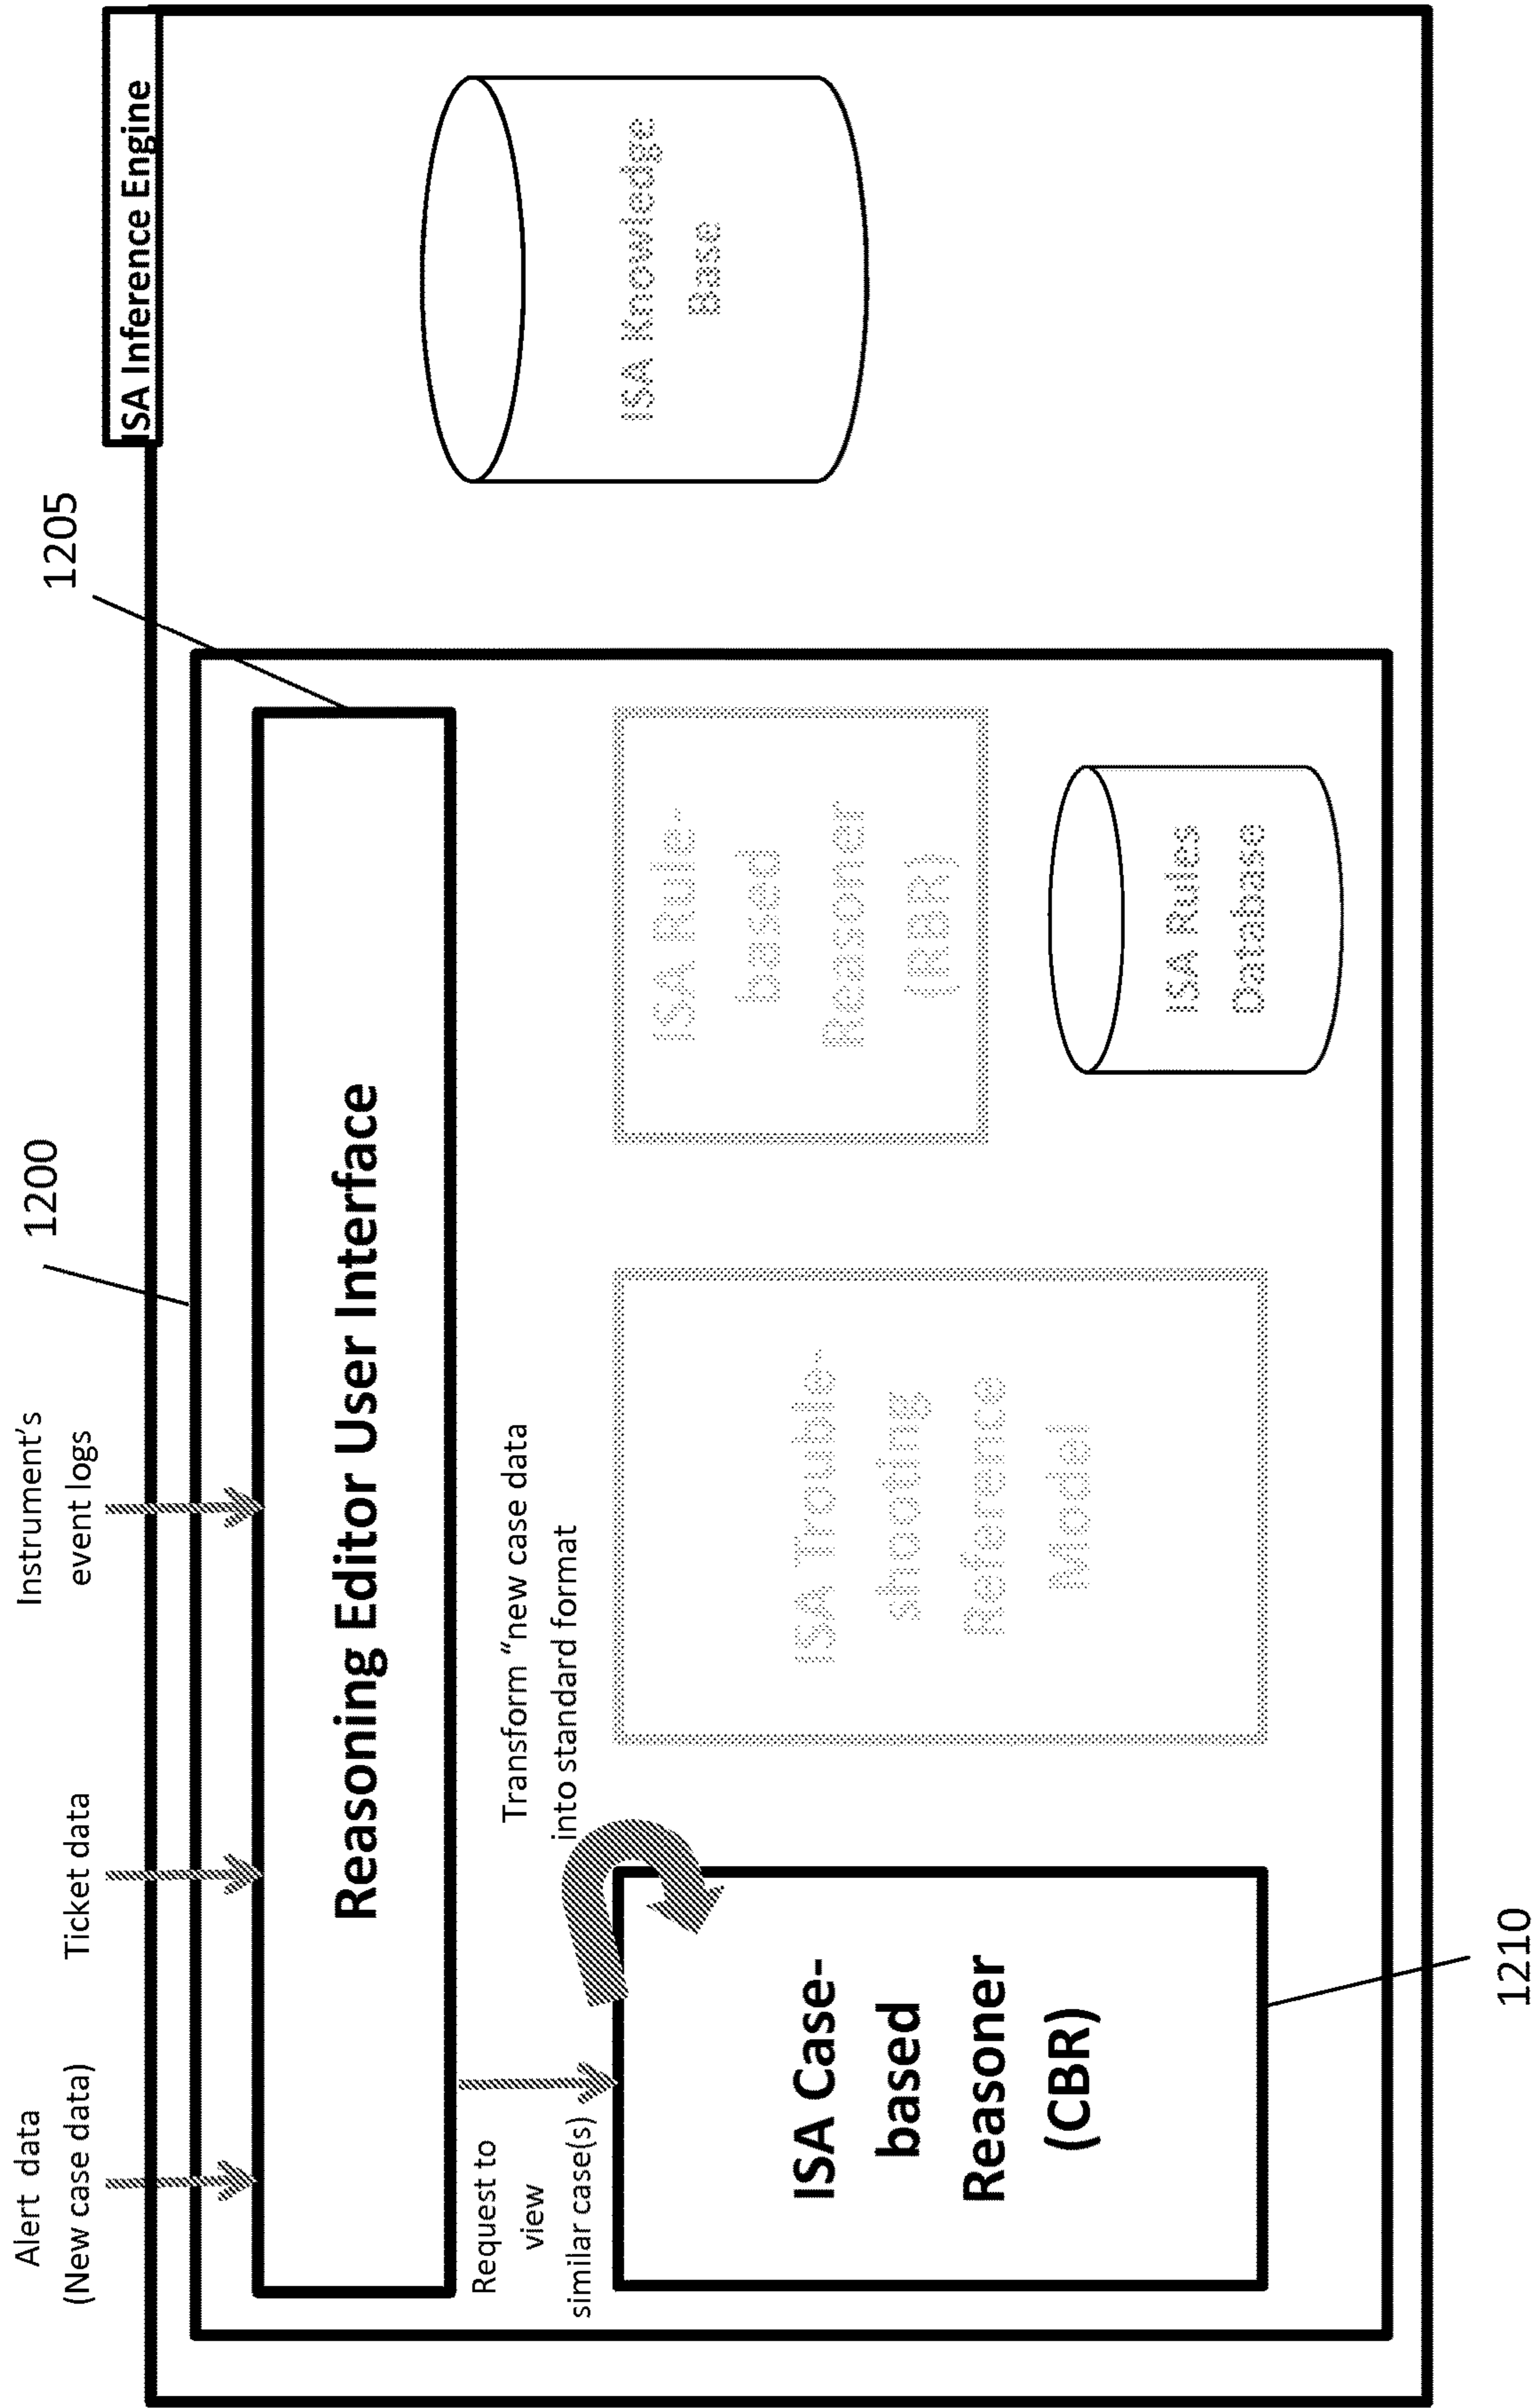 Alert data
(New case data)
Ticket data
Instrument's
event logs
1200
1205
ISA Inference Engine
Reasoning Editor User Interface
Request to
view
similar case(s)
Transform "new case data
into standard format
ISA Case-
based
Reasoner
(CBR)
ISA Trouble-
shooting
Reference
Model
ISA Rule-
based
Reasoner
(RBR)
ISA Rules
Database
ISA Knowledge
Base
1210